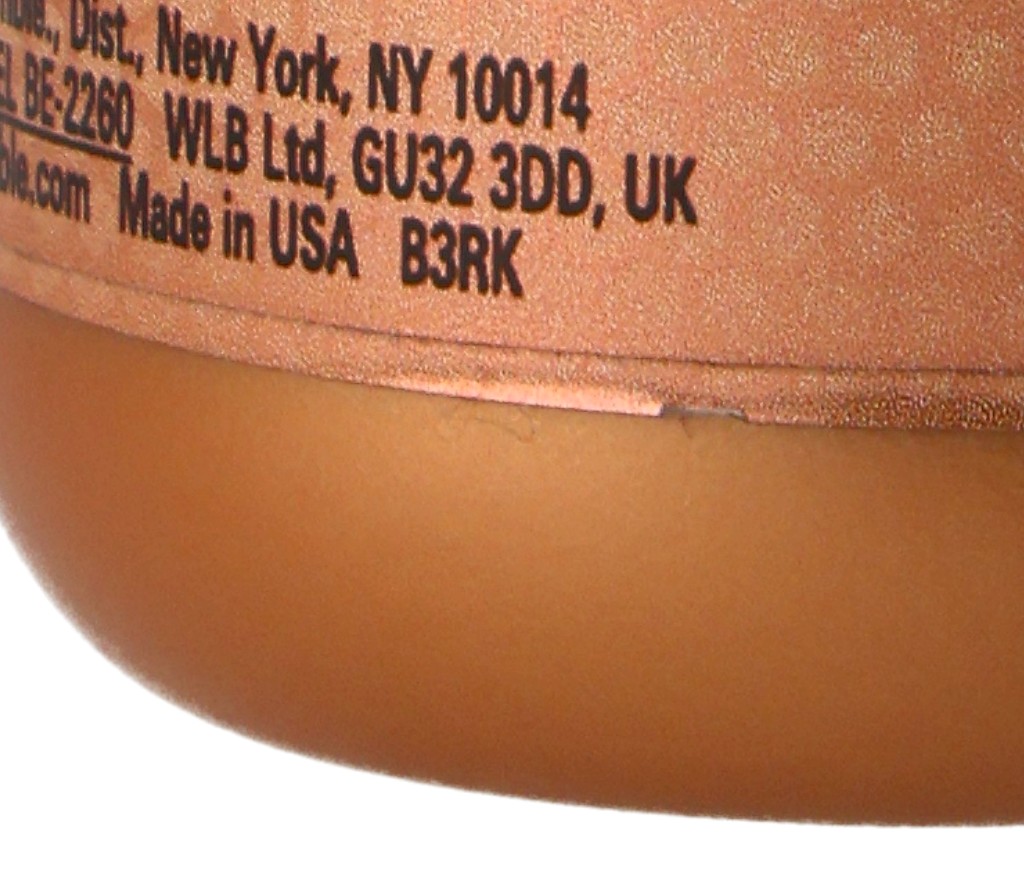 Dist., New York, NY 10014
BE-2260 WLB Ltd, GU32 3DD, UK
Made in USA B3RK